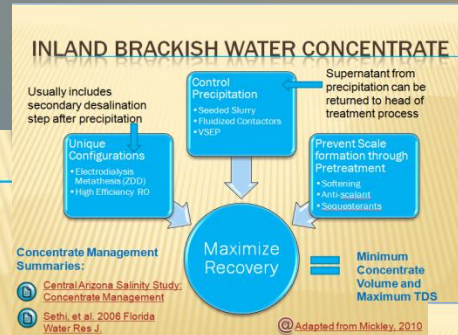 INLAND BRACKISH WATER CONCENTRATE
Usually includes
secondary desalination
step after precipitation
Control
Precipitation
•Seeded Slurry
•Fluidized Contactors
•VSEP
Supernatant from
precipitation can be
returned to head of
treatment process
Unique
Configurations
•Electrodialysis
Metathesis (ZDD)
•High Efficiency RO
Prevent Scale
formation through
Pretreatment
•Softening
•Anti-scalant
•Sequesterants
Maximize
Recovery
Minimum
Concentrate
Volume and
Maximum TDS
Concentrate Management
Summaries:
Central Arizona Salinity Study:
Concentrate Management
Sethi, et al. 2006 Florida
Water Res J.
@ Adapted from Mickley, 2010